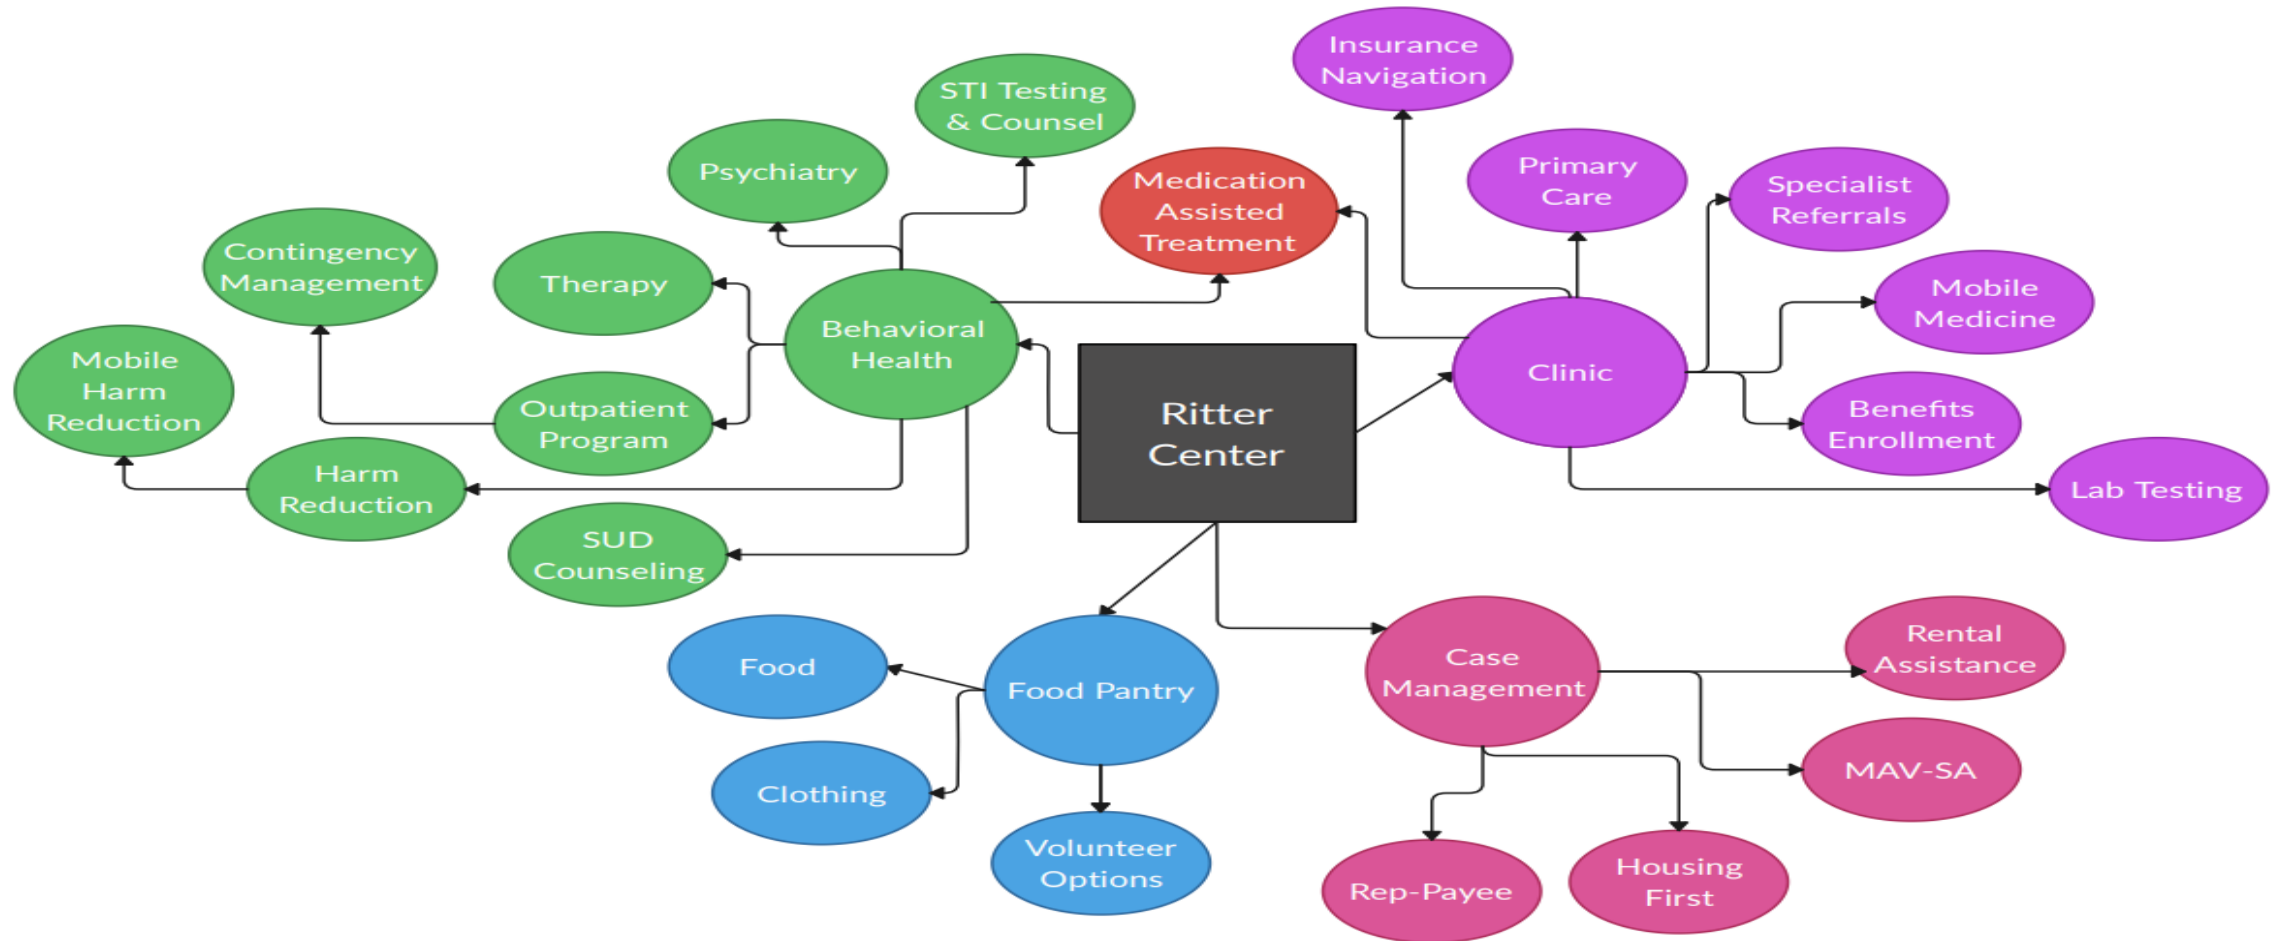 Insurance
Navigation
STI Testing
& Counsel
Psychiatry
Medication
Assisted
Treatment
Primary
Care
Specialist
Referrals
Contingency
Management
Therapy
Mobile
Medicine
Behavioral
Health
Mobile
Harm
Reduction
Clinic
Outpatient
Program
Ritter
Center
Benefits
Enrollment
Harm
Reduction
Lab Testing
SUD
Counseling
Food
Food Pantry
Case
Management
Rental
Assistance
Clothing
MAV-SA
Volunteer
Options
Rep-Payee
Housing
First